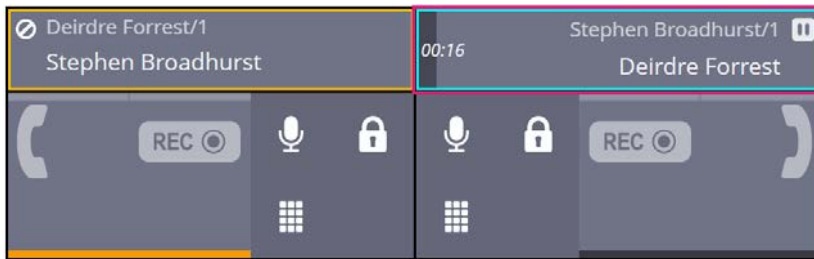 Deirdre Forrest/1
Stephen Broadhurst
00:16
Stephen Broadhurst/1
Deirdre Forrest
REC
REC